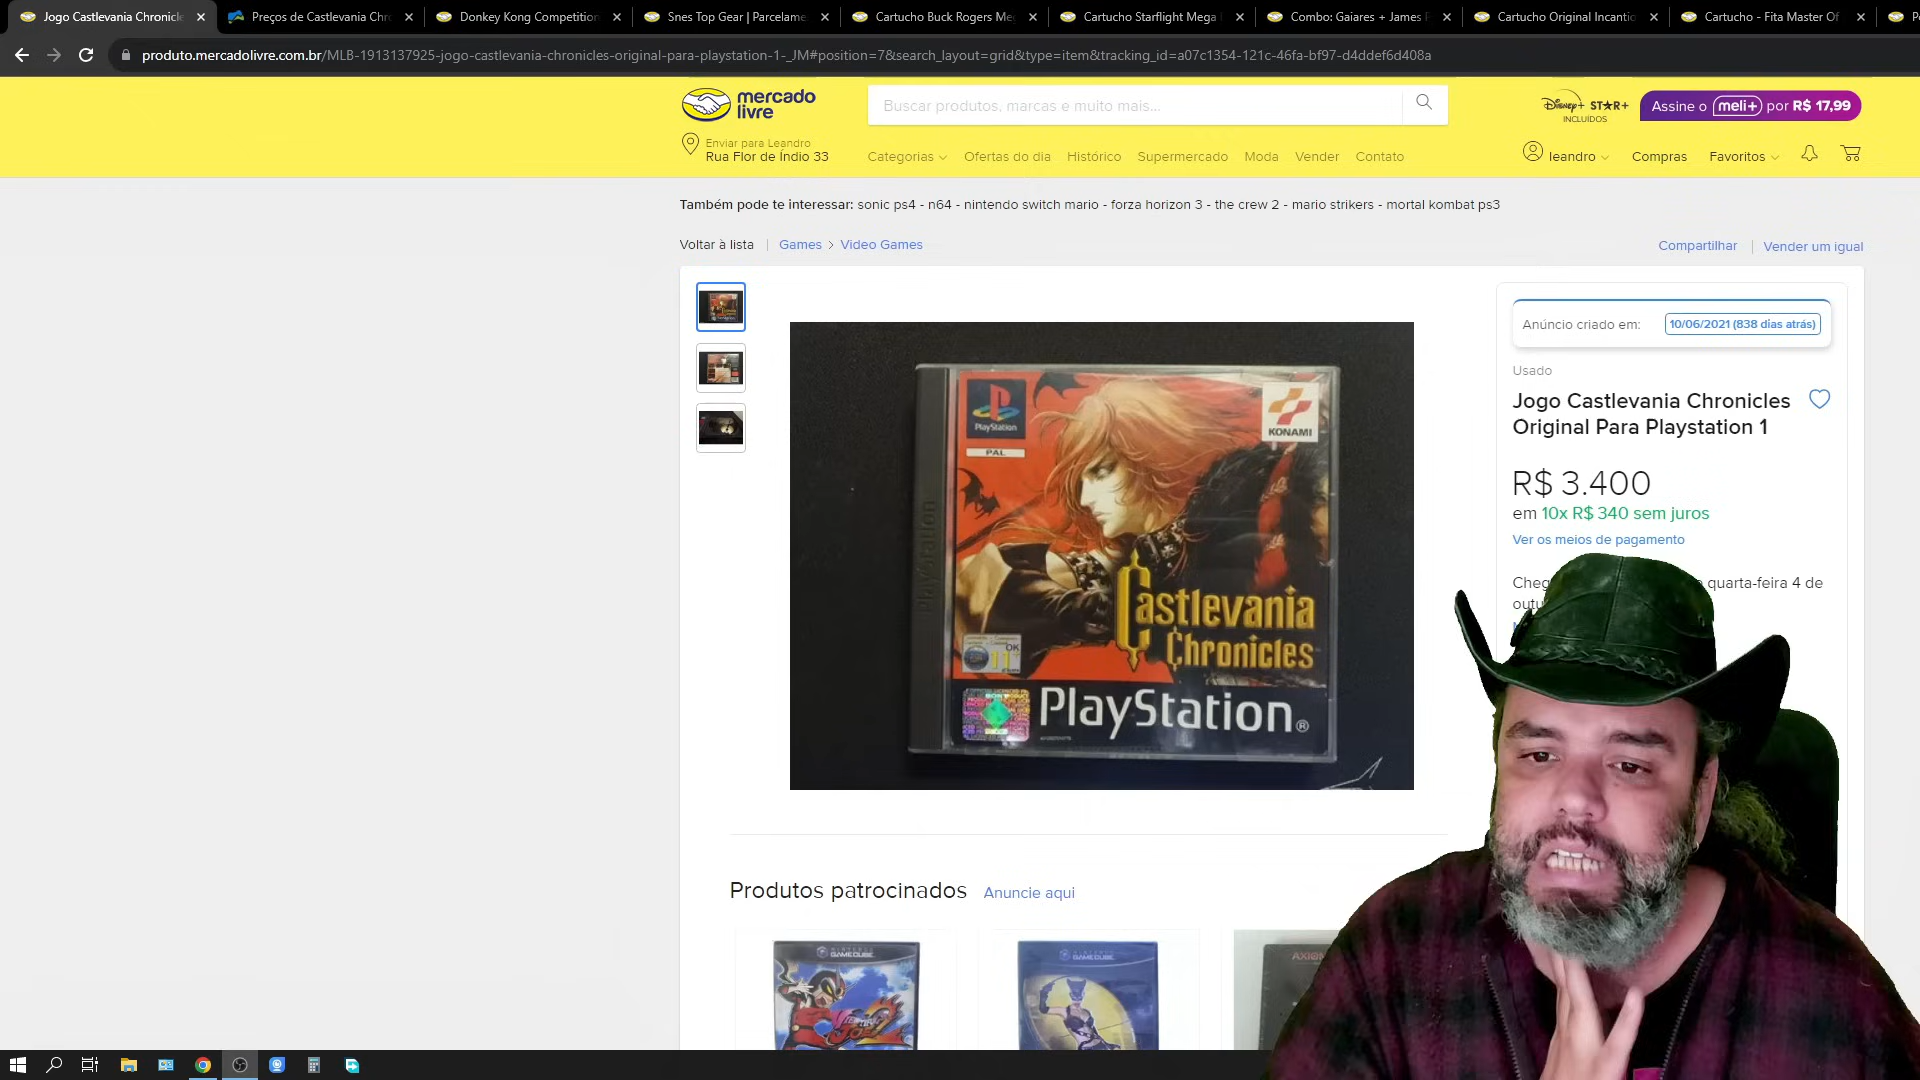 Jogo Castlevania Chronicle
Preços de Castlevania Chr
Donkey Kong Competition
Snes Top Gear | Parcelame
Cartucho Buck Rogers Me
Cartucho Starflight Mega
Combo: Gaiares + James
Cartucho Original Incantic
Cartucho - Fita Master Of
produto.mercadolivre.com.br/MLB-1913137925-jogo-castlevania-chronicles-original-para-playstation-1-_JM#position=7&search_layout=grid&type=item&tracking_id=a07c1354-121c-46fa-bf97-d4ddef6d408a
mercado
livre
Buscar produtos, marcas e muito mais...
Disney+ STAR+
INCLUÍDOS
Assine o meli+ por R$ 17,99
Enviar para Leandro
Rua Flor de Índio 33
Categorias
Ofertas do dia
Histórico
Supermercado
Moda
Vender
Contato
leandro
Compras
Favoritos
Também pode te interessar: sonic ps4 - n64 - nintendo switch mario - forza horizon 3 - the crew 2 - mario strikers - mortal kombat ps3
Voltar à lista
Games > Video Games
Compartilhar
Vender um igual
Anúncio criado em:
10/06/2021 (838 dias atrás)
Usado
Jogo Castlevania Chronicles
Original Para Playstation 1
R$ 3.400
em 10x R$ 340 sem juros
Ver os meios de pagamento
quarta-feira 4 de
PlayStation
PAL
KONAMI
PlayStation
Castlevania
Chronicles
11+
OK
PlayStation®
Produtos patrocinados
Anuncie aqui
NINTENDO
GAMECUBE
NINTENDO
GAMECUBE